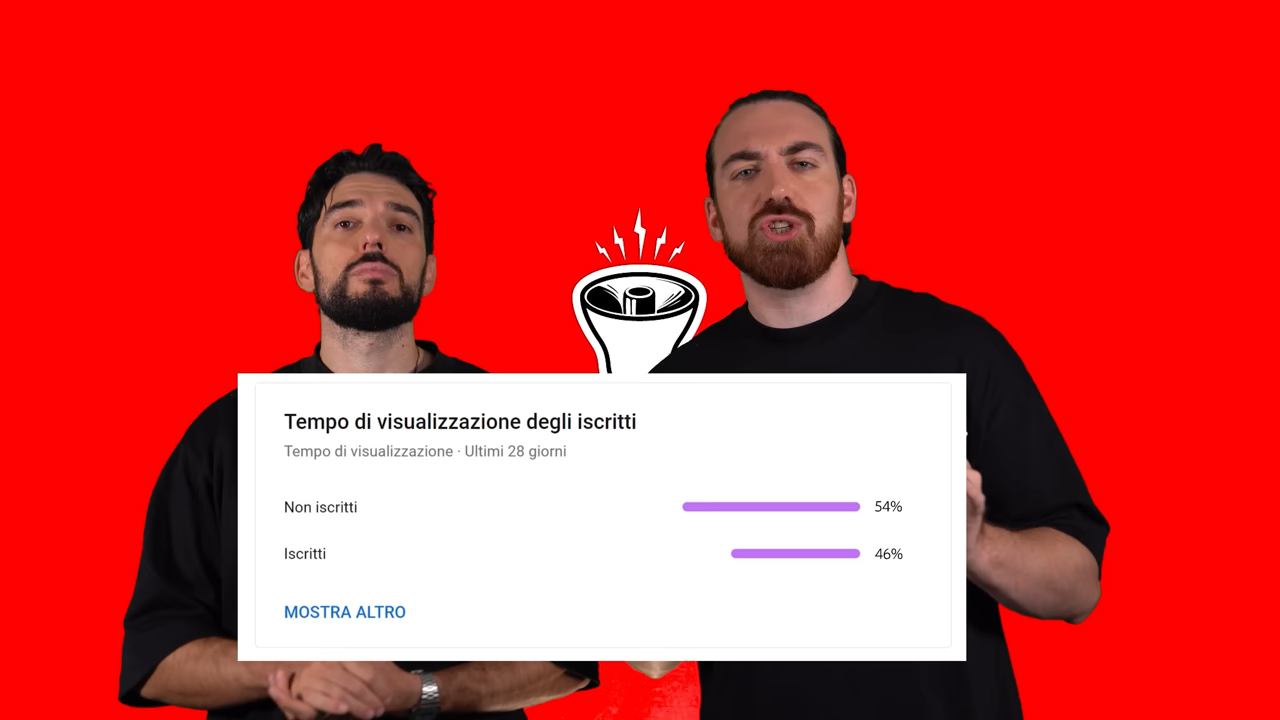 Tempo di visualizzazione degli iscritti
Tempo di visualizzazione · Ultimi 28 giorni
Non iscritti 54%
Iscritti 46%
MOSTRA ALTRO